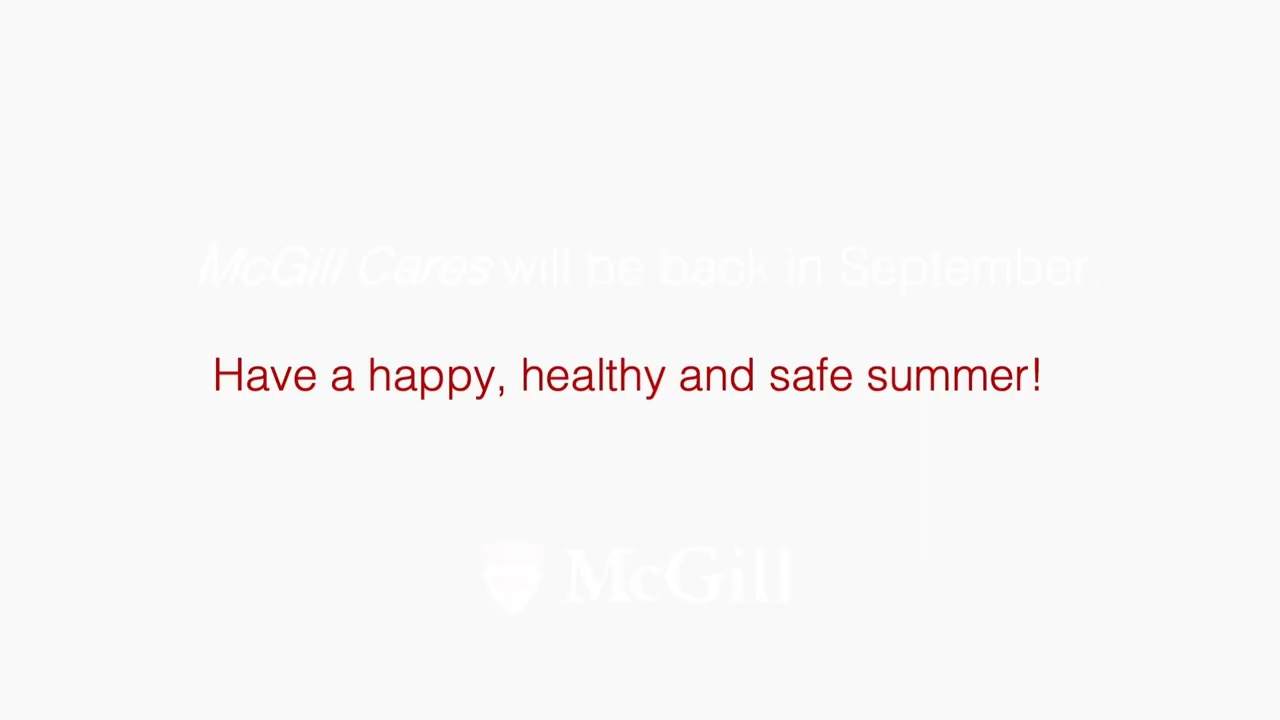 McGill Cares will be back in September.
Have a happy, healthy and safe summer!
McGill